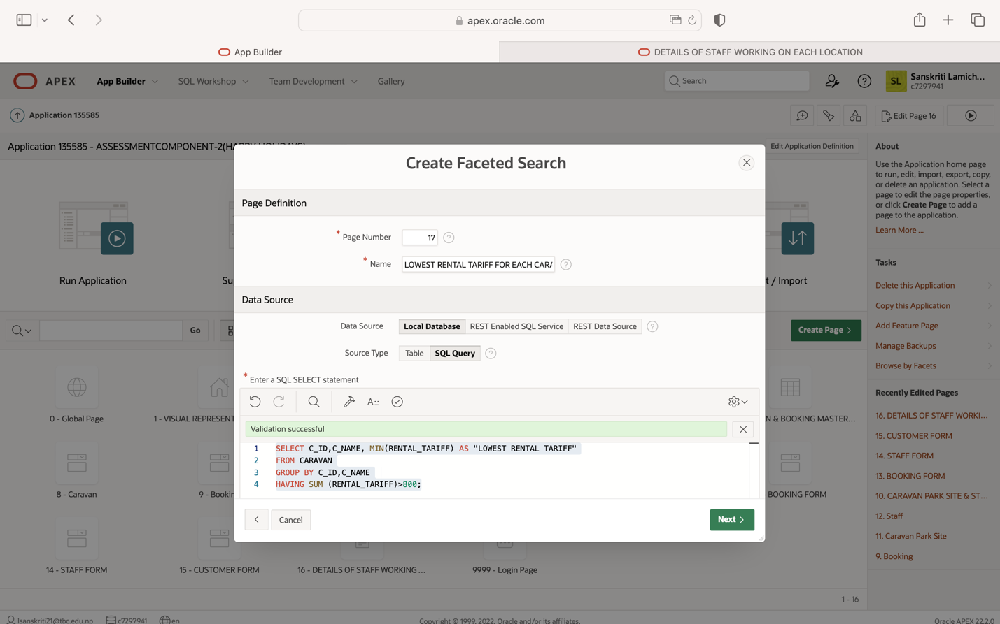 apex.oracle.com
App Builder
DETAILS OF STAFF WORKING ON EACH LOCATION
APEX
App Builder
SQL Workshop
Team Development
Gallery
Search
SL
Sanskriti Lamich...
c7297941
Application 135585
Edit Page 16
Application 135585 - ASSESSMENTCOMPONENT-2(HAPPY HOLIDAYS)
Edit Application Definition
Create Faceted Search
Page Definition
* Page Number
17
* Name
LOWEST RENTAL TARIFF FOR EACH CARA
Data Source
Data Source
Local Database
REST Enabled SQL Service
REST Data Source
Source Type
Table
SQL Query
* Enter a SQL SELECT statement
A::
Validation successful
1 SELECT C_ID,C_NAME, MIN(RENTAL_TARIFF) AS "LOWEST RENTAL TARIFF"
2 FROM CARAVAN
3 GROUP BY C_ID,C_NAME
4 HAVING SUM (RENTAL_TARIFF)>800;
Cancel
Next
Run Application
Su
t / Import
Go
Create Page
0 - Global Page
1 - VISUAL REPRESENT
N & BOOKING MASTER...
8 - Caravan
9 - Bookin
BOOKING FORM
14 - STAFF FORM
15 - CUSTOMER FORM
16 - DETAILS OF STAFF WORKING ...
9999 - Login Page
1 - 16
About
Use the Application home page
to run, edit, import, export, copy,
or delete an application. Select a
page to edit the page properties,
or click Create Page to add a
page to the application.
Learn More ...
Tasks
Delete this Application
Copy this Application
Add Feature Page
Manage Backups
Browse by Facets
Recently Edited Pages
16. DETAILS OF STAFF WORKI...
15. CUSTOMER FORM
14. STAFF FORM
13. BOOKING FORM
10. CARAVAN PARK SITE & ST...
12. Staff
11. Caravan Park Site
9. Booking
lsanskriti21@tbc.edu.np
c7297941
en
Copyright © 1999, 2022, Oracle and/or its affiliates.
Oracle APEX 22.2.0